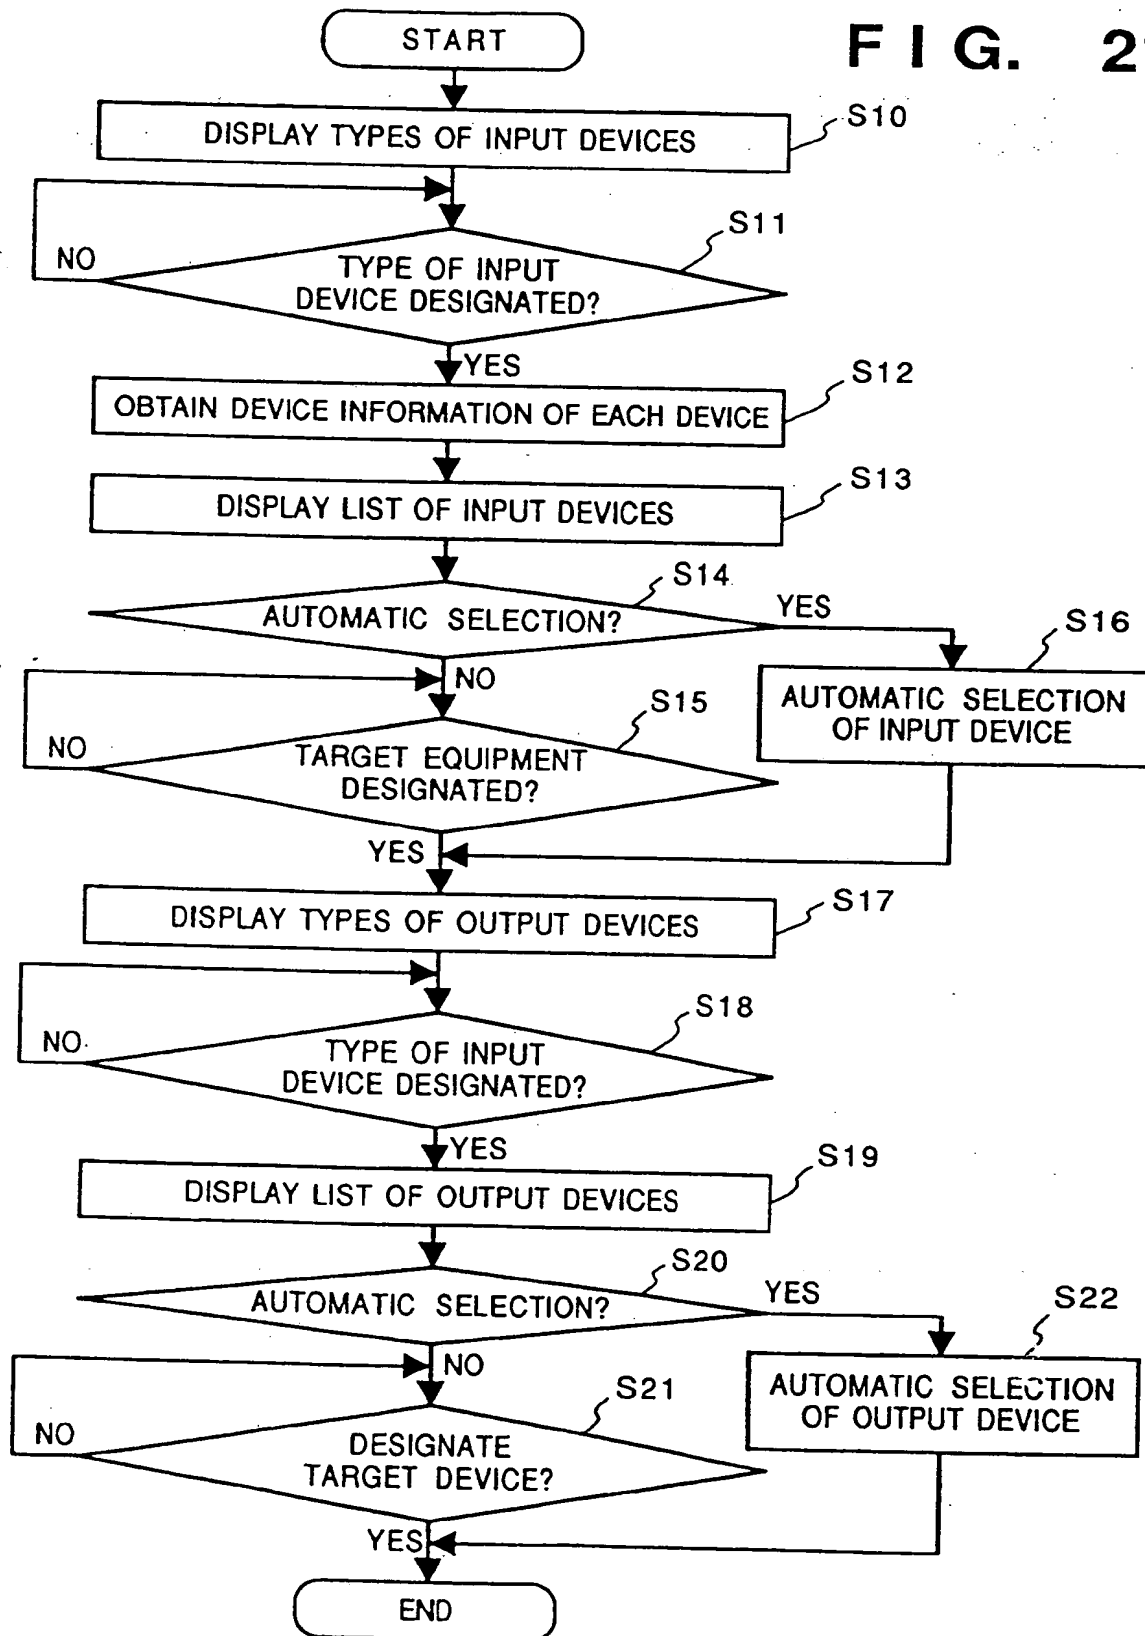 START
F I G. 2
DISPLAY TYPES OF INPUT DEVICES
S10
S11
NO
TYPE OF INPUT
DEVICE DESIGNATED?
YES
S12
OBTAIN DEVICE INFORMATION OF EACH DEVICE
S13
DISPLAY LIST OF INPUT DEVICES
S14
AUTOMATIC SELECTION?
YES
S16
NO
AUTOMATIC SELECTION
OF INPUT DEVICE
S15
NO
TARGET EQUIPMENT
DESIGNATED?
YES
S17
DISPLAY TYPES OF OUTPUT DEVICES
S18
NO
TYPE OF INPUT
DEVICE DESIGNATED?
YES
S19
DISPLAY LIST OF OUTPUT DEVICES
S20
AUTOMATIC SELECTION?
YES
S22
NO
AUTOMATIC SELECTION
OF OUTPUT DEVICE
S21
NO
DESIGNATE
TARGET DEVICE?
YES
END